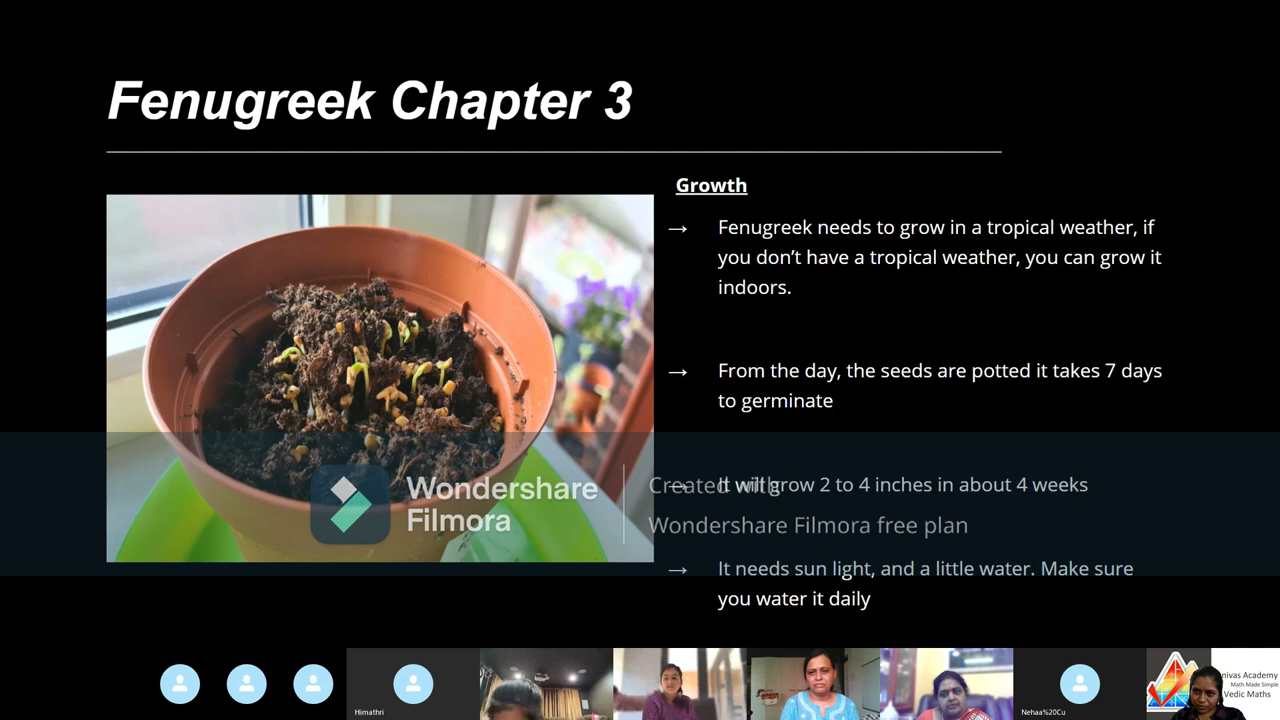 Fenugreek Chapter 3
Growth
→ Fenugreek needs to grow in a tropical weather, if
you don’t have a tropical weather, you can grow it
indoors.
→ From the day, the seeds are potted it takes 7 days
to germinate
→ It will grow 2 to 4 inches in about 4 weeks
→ It needs sun light, and a little water. Make sure
you water it daily
Wondershare
Filmora
Created with
Wondershare Filmora free plan
Himathri
Nehaa%20Cu
nivas Academy
Math Made Simple
Vedic Maths